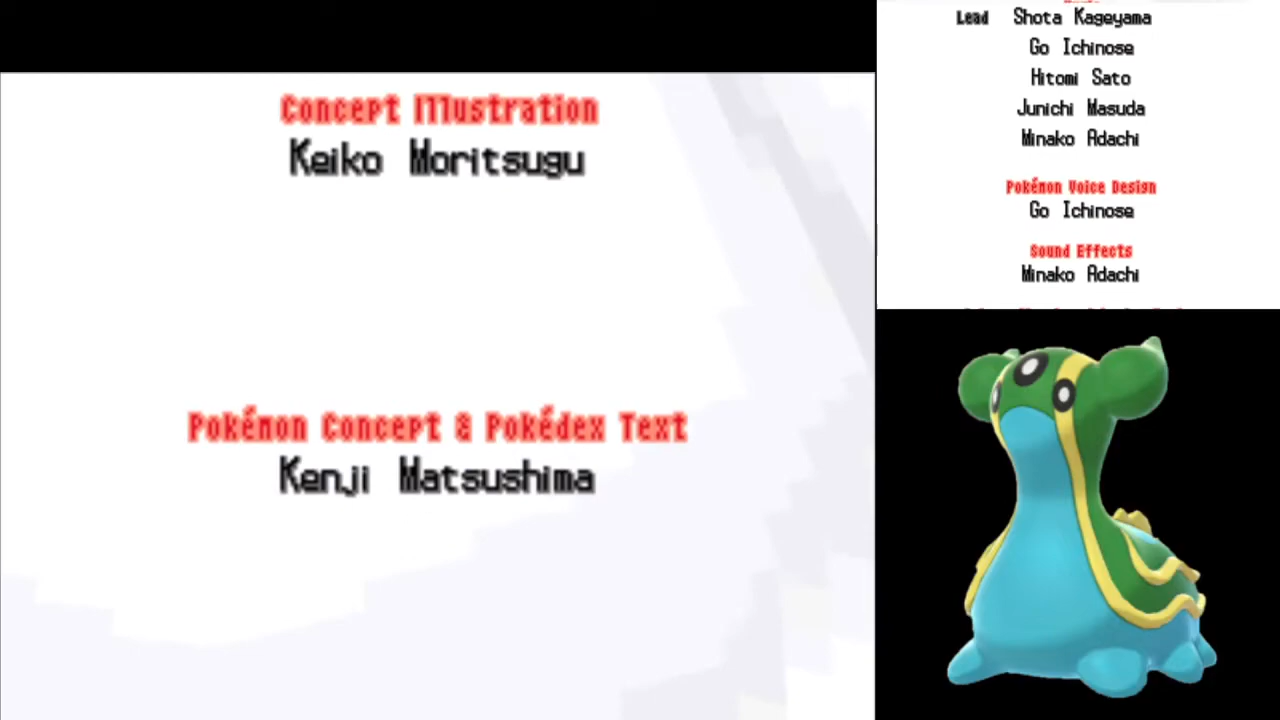 Concept Illustration
Keiko Moritsugu
Pokémon Concept & Pokédex Text
Kenji Matsushima
Lead Shota Kageyama
Go Ichinose
Hitomi Sato
Junichi Masuda
Minako Adachi
Pokémon Voice Design
Go Ichinose
Sound Effects
Minako Adachi